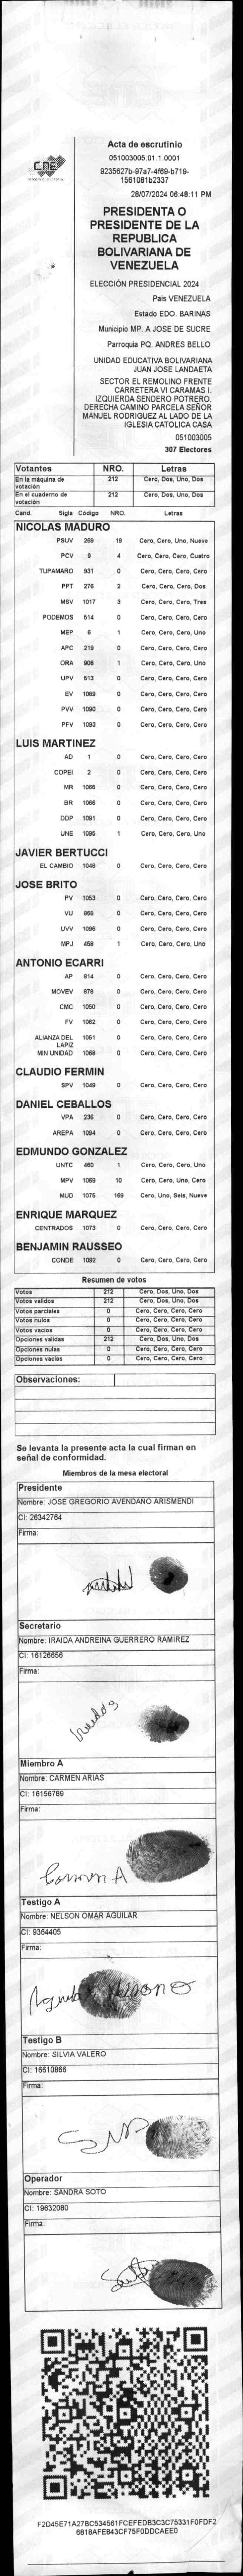 CNE
Acta de escrutinio
051003005.01.1.0001
9235627b-97a7-4f69-b719-
1561081b2337
28/07/2024 06:48:11 PM
PRESIDENTA O
PRESIDENTE DE LA
REPUBLICA
BOLIVARIANA DE
VENEZUELA
ELECCIÓN PRESIDENCIAL 2024
Pais VENEZUELA
Estado EDO. BARINAS
Municipio MP. A JOSE DE SUCRE
Parroquia PQ. ANDRES BELLO
UNIDAD EDUCATIVA BOLIVARIANA
JUAN JOSE LANDAETA
SECTOR EL REMOLINO FRENTE
CARRETERA VI CARAMAS I.
IZQUIERDA SENDERO POTRERO.
DERECHA CAMINO PARCELA SEÑOR
MANUEL RODRIGUEZ AL LADO DE LA
IGLESIA CATOLICA CASA
051003005
307 Electores
Votantes NRO. Letras
En la máquina de votación 212 Cero, Dos, Uno, Dos
En el cuaderno de votación 212 Cero, Dos, Uno, Dos
Cand. Sigla Código NRO. Letras
NICOLAS MADURO
PSUV 269 19 Cero, Cero, Uno, Nueve
PCV 9 4 Cero, Cero, Cero, Cuatro
TUPAMARO 931 0 Cero, Cero, Cero, Cero
PPT 276 2 Cero, Cero, Cero, Dos
MSV 1017 3 Cero, Cero, Cero, Tres
PODEMOS 514 0 Cero, Cero, Cero, Cero
MEP 6 1 Cero, Cero, Cero, Uno
APC 219 0 Cero, Cero, Cero, Cero
ORA 906 1 Cero, Cero, Cero, Uno
UPV 613 0 Cero, Cero, Cero, Cero
EV 1089 0 Cero, Cero, Cero, Cero
PVV 1090 0 Cero, Cero, Cero, Cero
PFV 1093 0 Cero, Cero, Cero, Cero
LUIS MARTINEZ
AD 1 0 Cero, Cero, Cero, Cero
COPEI 2 0 Cero, Cero, Cero, Cero
MR 1065 0 Cero, Cero, Cero, Cero
BR 1066 0 Cero, Cero, Cero, Cero
DDP 1091 0 Cero, Cero, Cero, Cero
UNE 1095 1 Cero, Cero, Cero, Uno
JAVIER BERTUCCI
EL CAMBIO 1048 0 Cero, Cero, Cero, Cero
JOSE BRITO
PV 1053 0 Cero, Cero, Cero, Cero
VU 868 0 Cero, Cero, Cero, Cero
UVV 1096 0 Cero, Cero, Cero, Cero
MPJ 458 1 Cero, Cero, Cero, Uno
ANTONIO ECARRI
AP 814 0 Cero, Cero, Cero, Cero
MOVEV 878 0 Cero, Cero, Cero, Cero
CMC 1050 0 Cero, Cero, Cero, Cero
FV 1062 0 Cero, Cero, Cero, Cero
ALIANZA DEL LAPIZ 1051 0 Cero, Cero, Cero, Cero
MIN UNIDAD 1068 0 Cero, Cero, Cero, Cero
CLAUDIO FERMIN
SPV 1049 0 Cero, Cero, Cero, Cero
DANIEL CEBALLOS
VPA 236 0 Cero, Cero, Cero, Cero
AREPA 1094 0 Cero, Cero, Cero, Cero
EDMUNDO GONZALEZ
UNTC 460 1 Cero, Cero, Cero, Uno
MPV 1069 10 Cero, Cero, Uno, Cero
MUD 1075 169 Cero, Uno, Seis, Nueve
ENRIQUE MARQUEZ
CENTRADOS 1073 0 Cero, Cero, Cero, Cero
BENJAMIN RAUSSEO
CONDE 1092 0 Cero, Cero, Cero, Cero
Resumen de votos
Votos 212 Cero, Dos, Uno, Dos
Votos validos 212 Cero, Dos, Uno, Dos
Votos parciales 0 Cero, Cero, Cero, Cero
Votos nulos 0 Cero, Cero, Cero, Cero
Votos vacios 0 Cero, Cero, Cero, Cero
Opciones validas 212 Cero, Dos, Uno, Dos
Opciones nulas 0 Cero, Cero, Cero, Cero
Opciones vacias 0 Cero, Cero, Cero, Cero
Observaciones:
Se levanta la presente acta la cual firman en
señal de conformidad.
Miembros de la mesa electoral
Presidente
Nombre: JOSE GREGORIO AVENDANO ARISMENDI
CI: 26342764
Firma:
Secretario
Nombre: IRAIDA ANDREINA GUERRERO RAMIREZ
CI: 16126656
Firma:
Miembro A
Nombre: CARMEN ARIAS
CI: 16156789
Firma:
Carmen A
Testigo A
Nombre: NELSON OMAR AGUILAR
CI: 9364405
Firma:
Testigo B
Nombre: SILVIA VALERO
CI: 16610866
Firma:
Operador
Nombre: SANDRA SOTO
CI: 19632080
Firma:
F2D45E71A27BC534561FCEFEDB3C3C75331F0FDF2
6818AFE843CF75F0DDCAEE0